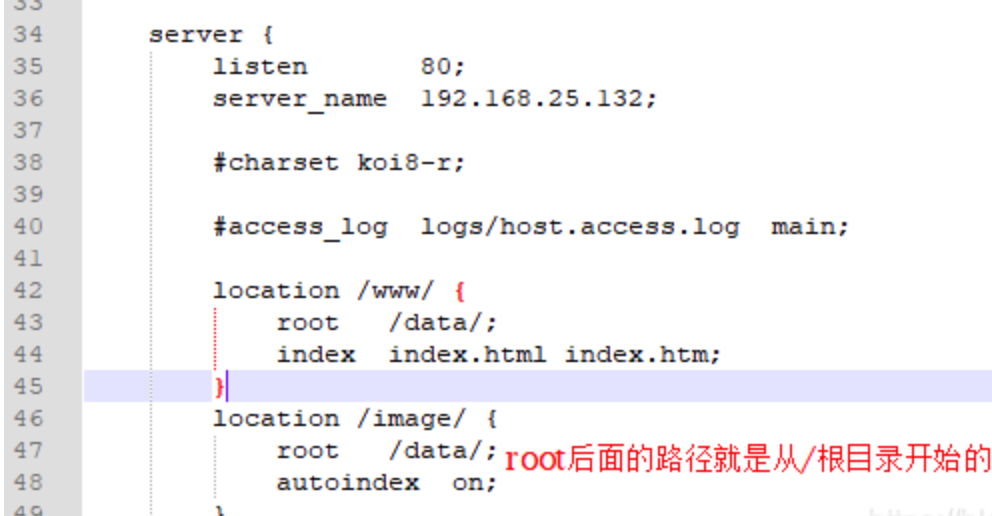 33
34 server {
35 listen 80;
36 server_name 192.168.25.132;
37
38 #charset koi8-r;
39
40 #access_log logs/host.access.log main;
41
42 location /www/ {
43 root /data/;
44 index index.html index.htm;
45 }
46 location /image/ {
47 root /data/; root后面的路径就是从/根目录开始的
48 autoindex on;
49 }